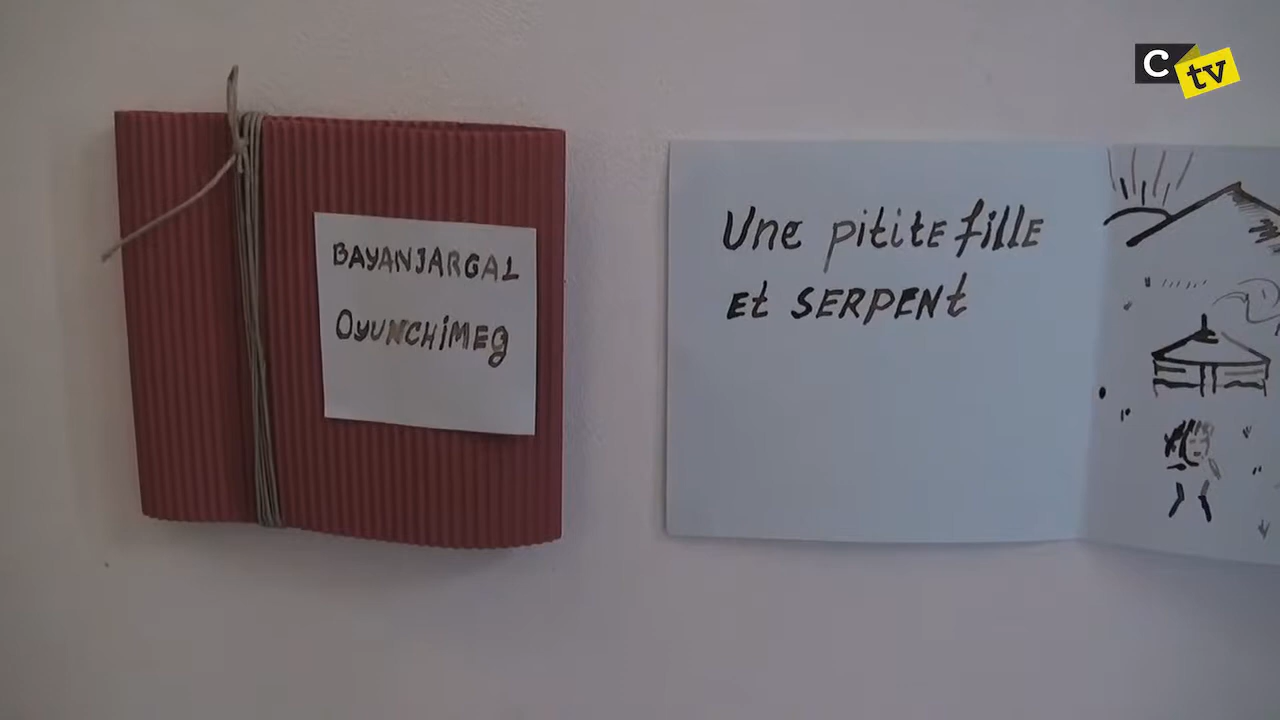 BAYANJARGAL
OYUNCHiMEg
Une pititE fillE
Et SERPENt
C tv